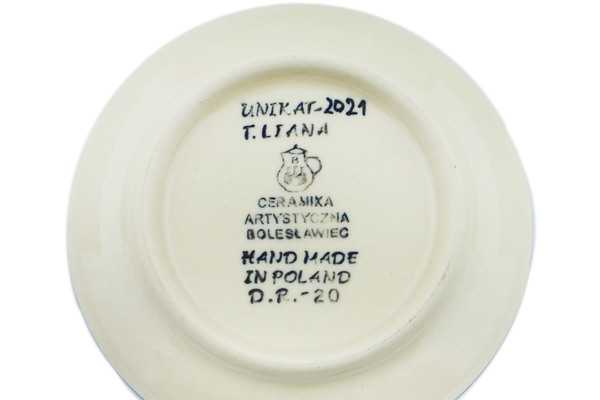 UNIKAT-2021
T.LIANA
CERAMIKA
ARTYSTYCZNA
BOLESŁAWIEC
HAND MADE
IN POLAND
D.R.-20